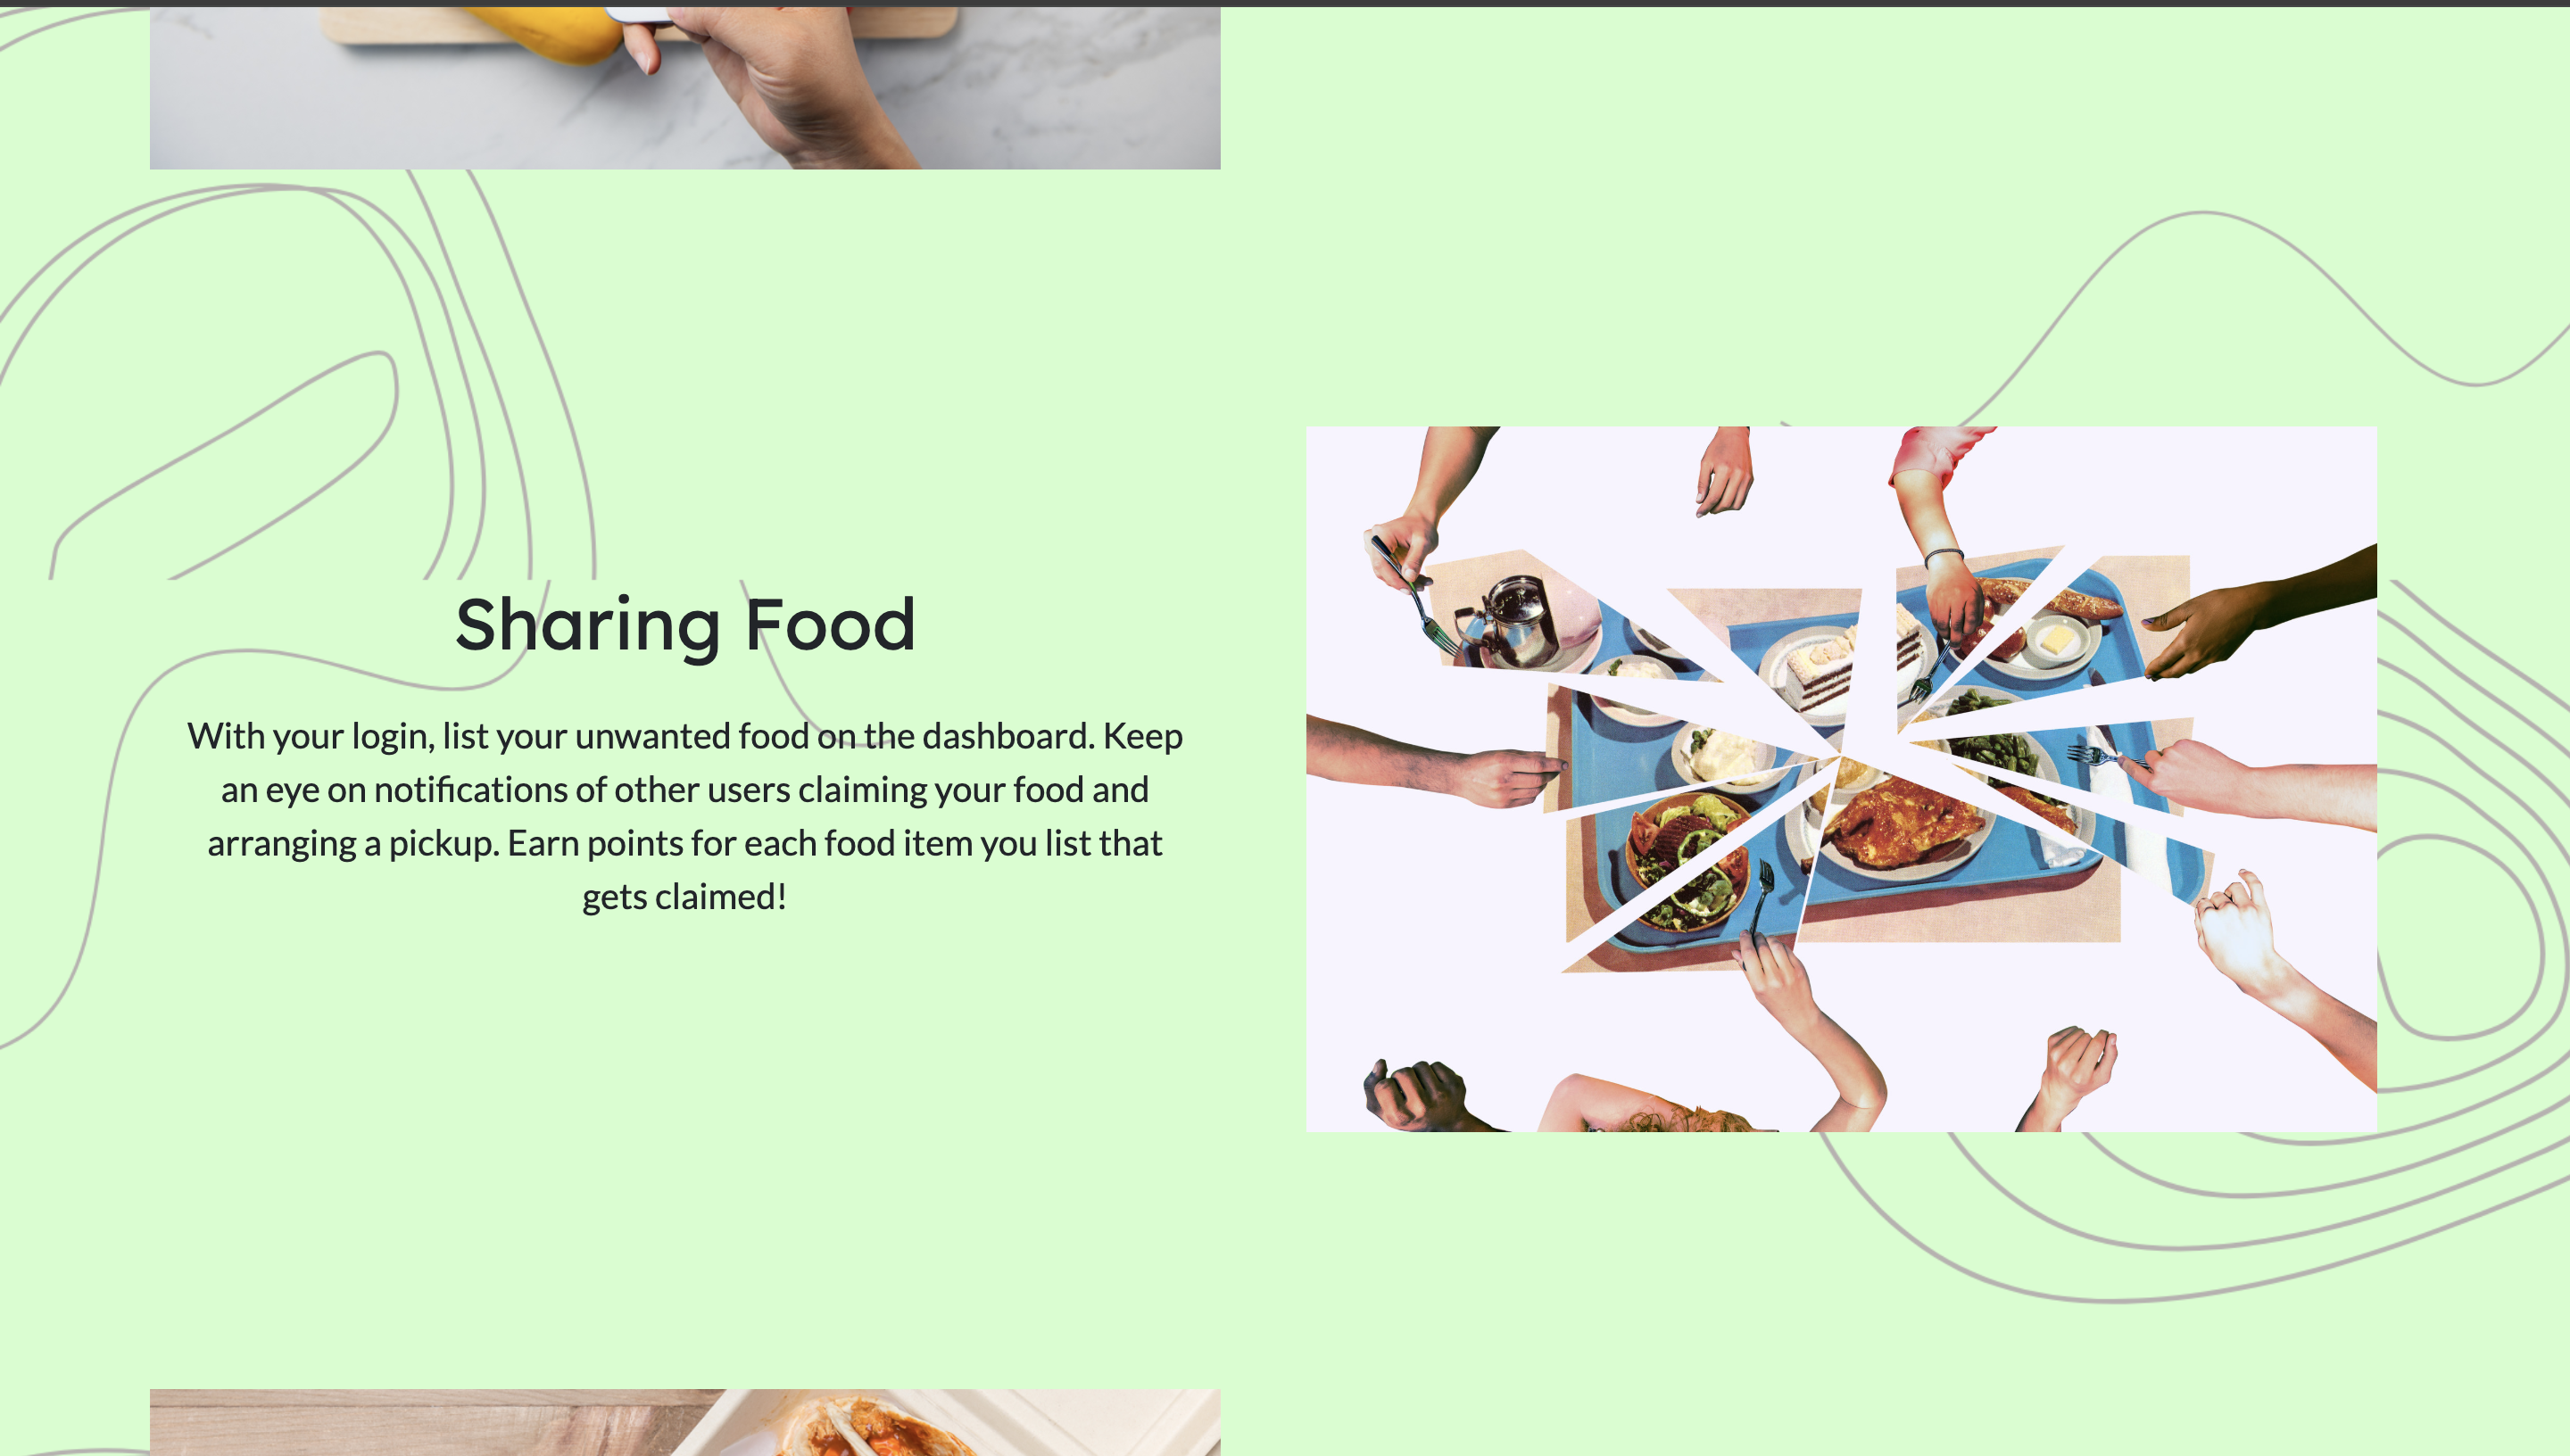 Sharing Food
With your login, list your unwanted food on the dashboard. Keep
an eye on notifications of other users claiming your food and
arranging a pickup. Earn points for each food item you list that
gets claimed!